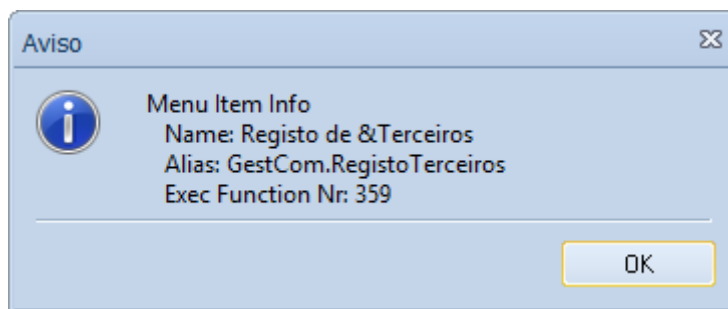 Aviso
Menu Item Info
Name: Registo de &Terceiros
Alias: GestCom.RegistoTerceiros
Exec Function Nr: 359
OK